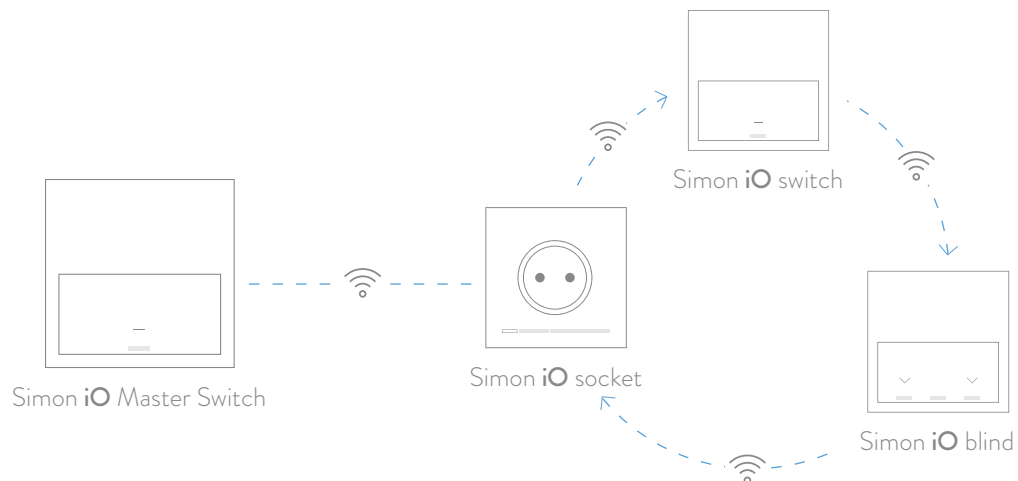 Simon iO switch
Simon iO Master Switch
Simon iO socket
Simon iO blind